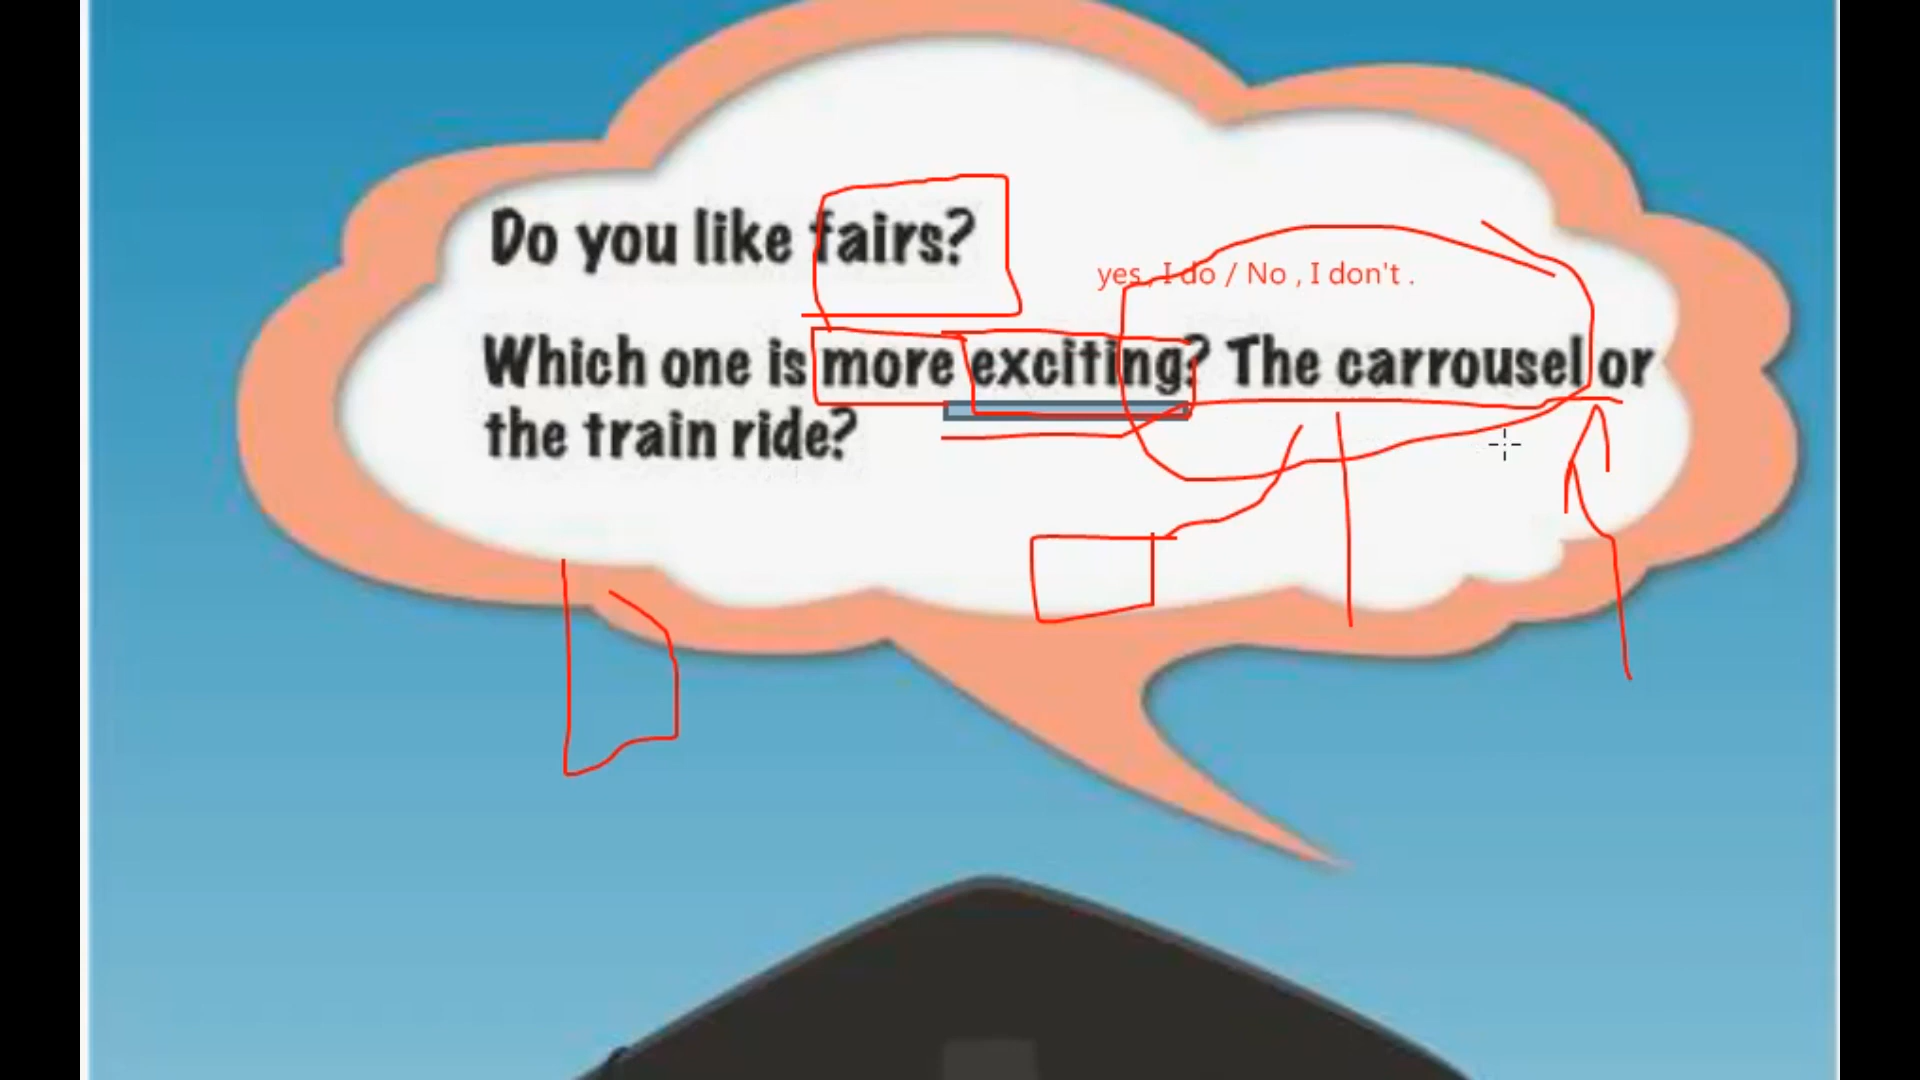 Do you like fairs?
yes , I do / No , I don't .
Which one is more exciting? The carrousel or
the train ride?